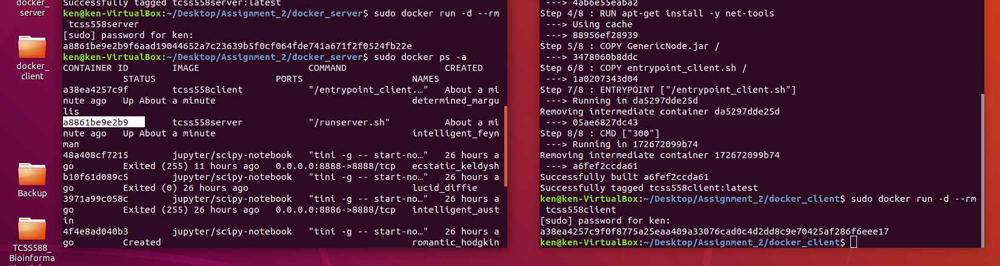 docker_
server
docker_
client
Backup
TCSS588_
Bioinforma
Successfully tagged tcss558server:latest
ken@ken-VirtualBox:~/Desktop/Assignment_2/docker_server$ sudo docker run -d --rm
 tcss558server
[sudo] password for ken:
a8861be9e2b9f6aad19044652a7c23639b5f0cf064fde741a671f2f0524fb22e
ken@ken-VirtualBox:~/Desktop/Assignment_2/docker_server$ sudo docker ps -a
CONTAINER ID        IMAGE                    COMMAND                  CREATED
           STATUS                      PORTS                    NAMES
a38ea4257c9f        tcss558client            "/entrypoint_client.…"   About a mi
nute ago   Up About a minute                                    determined_margu
lis
a8861be9e2b9        tcss558server            "/runserver.sh"          About a mi
nute ago   Up About a minute                                    intelligent_feyn
man
48a408cf7215        jupyter/scipy-notebook   "tini -g -- start-no…"   26 hours a
go         Exited (255) 11 hours ago   0.0.0.0:8888->8888/tcp   ecstatic_keldysh
b10f61d089c5        jupyter/scipy-notebook   "tini -g -- start-no…"   26 hours a
go         Exited (0) 26 hours ago                              lucid_diffie
3971a99c058c        jupyter/scipy-notebook   "tini -g -- start-no…"   26 hours a
go         Exited (255) 26 hours ago   0.0.0.0:8886->8888/tcp   intelligent_aust
in
4f4e8ad040b3        jupyter/scipy-notebook   "tini -g -- start-no…"   26 hours a
go         Created                                              romantic_hodgkin
 ---> 4ab6e55eaba2
Step 4/8 : RUN apt-get install -y net-tools
 ---> Using cache
 ---> 88956ef28939
Step 5/8 : COPY GenericNode.jar /
 ---> 3478060b8ddc
Step 6/8 : COPY entrypoint_client.sh /
 ---> 1a0207343d04
Step 7/8 : ENTRYPOINT ["/entrypoint_client.sh"]
 ---> Running in da5297dde25d
Removing intermediate container da5297dde25d
 ---> 05ae6827dc43
Step 8/8 : CMD ["300"]
 ---> Running in 172672099b74
Removing intermediate container 172672099b74
 ---> a6fef2ccda61
Successfully built a6fef2ccda61
Successfully tagged tcss558client:latest
ken@ken-VirtualBox:~/Desktop/Assignment_2/docker_client$ sudo docker run -d --rm
 tcss558client
[sudo] password for ken:
a38ea4257c9f0f8775a25eaa409a33076cad0c4d2dd8c9e70425af286f6eee17
ken@ken-VirtualBox:~/Desktop/Assignment_2/docker_client$